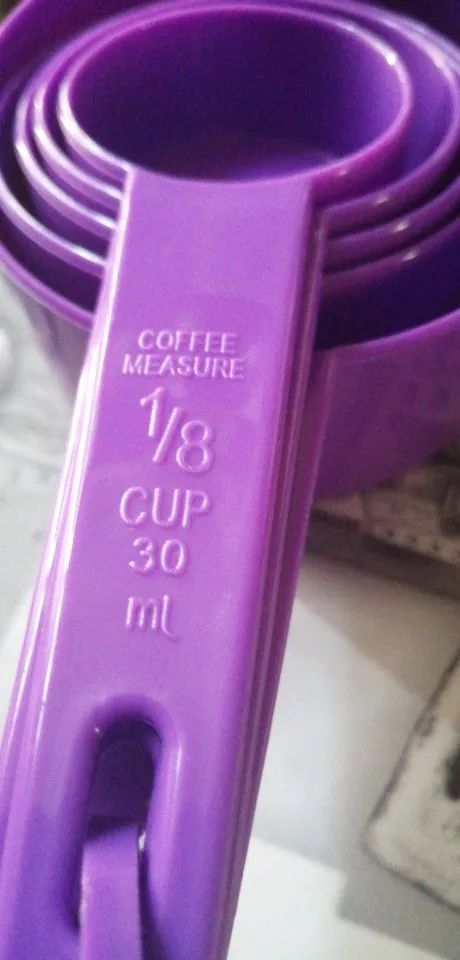 COFFEE
MEASURE
1/8
CUP
30
mL